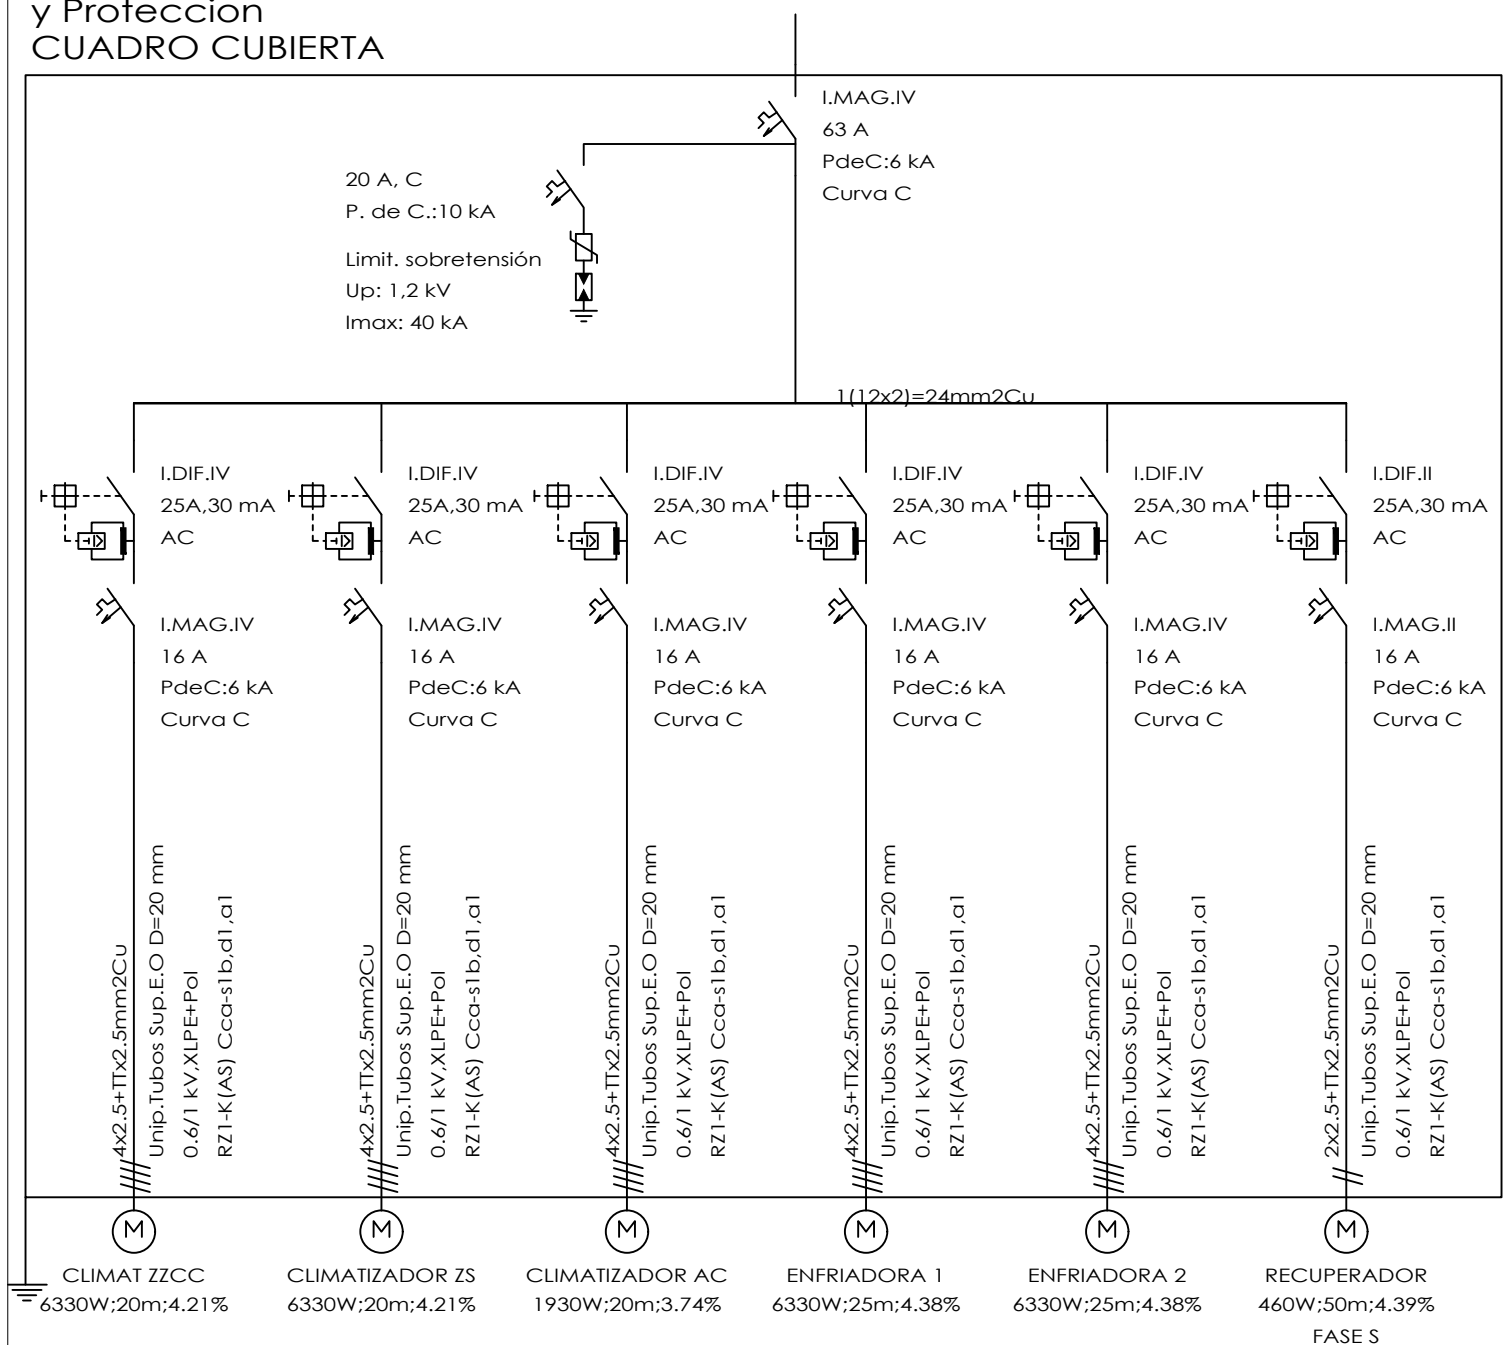 y Proteccion
CUADRO CUBIERTA
I.MAG.IV
63 A
PdeC:6 kA
Curva C
20 A, C
P. de C.:10 kA
Limit. sobretensión
Up: 1,2 kV
Imax: 40 kA
1(12x2)=24mm2Cu
I.DIF.IV
25A,30 mA
AC
I.MAG.IV
16 A
PdeC:6 kA
Curva C
4x2.5+TTx2.5mm2Cu
Unip.Tubos Sup.E.O D=20 mm
0.6/1 kV,XLPE+Pol
RZ1-K(AS) Cca-s1b,d1,a1
M
CLIMAT ZZCC
6330W;20m;4.21%
I.DIF.IV
25A,30 mA
AC
I.MAG.IV
16 A
PdeC:6 kA
Curva C
4x2.5+TTx2.5mm2Cu
Unip.Tubos Sup.E.O D=20 mm
0.6/1 kV,XLPE+Pol
RZ1-K(AS) Cca-s1b,d1,a1
M
CLIMATIZADOR ZS
6330W;20m;4.21%
I.DIF.IV
25A,30 mA
AC
I.MAG.IV
16 A
PdeC:6 kA
Curva C
4x2.5+TTx2.5mm2Cu
Unip.Tubos Sup.E.O D=20 mm
0.6/1 kV,XLPE+Pol
RZ1-K(AS) Cca-s1b,d1,a1
M
CLIMATIZADOR AC
1930W;20m;3.74%
I.DIF.IV
25A,30 mA
AC
I.MAG.IV
16 A
PdeC:6 kA
Curva C
4x2.5+TTx2.5mm2Cu
Unip.Tubos Sup.E.O D=20 mm
0.6/1 kV,XLPE+Pol
RZ1-K(AS) Cca-s1b,d1,a1
M
ENFRIADORA 1
6330W;25m;4.38%
I.DIF.IV
25A,30 mA
AC
I.MAG.IV
16 A
PdeC:6 kA
Curva C
4x2.5+TTx2.5mm2Cu
Unip.Tubos Sup.E.O D=20 mm
0.6/1 kV,XLPE+Pol
RZ1-K(AS) Cca-s1b,d1,a1
M
ENFRIADORA 2
6330W;25m;4.38%
I.DIF.II
25A,30 mA
AC
I.MAG.II
16 A
PdeC:6 kA
Curva C
2x2.5+TTx2.5mm2Cu
Unip.Tubos Sup.E.O D=20 mm
0.6/1 kV,XLPE+Pol
RZ1-K(AS) Cca-s1b,d1,a1
M
RECUPERADOR
460W;50m;4.39%
FASE S